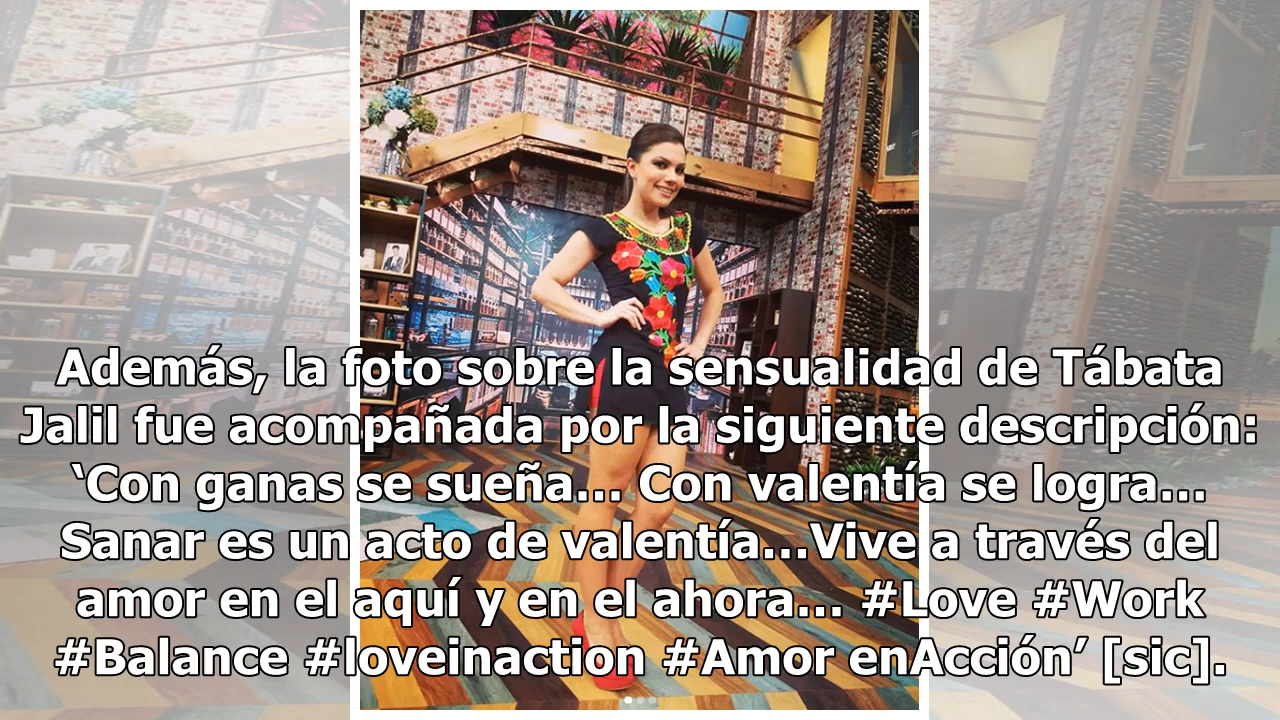 Además, la foto sobre la sensualidad de Tábata
Jalil fue acompañada por la siguiente descripción:
‘Con ganas se sueña... Con valentía se logra...
Sanar es un acto de valentía...Vive a través del
amor en el aquí y en el ahora... #Love #Work
#Balance #loveinaction #Amor enAcción’ [sic].